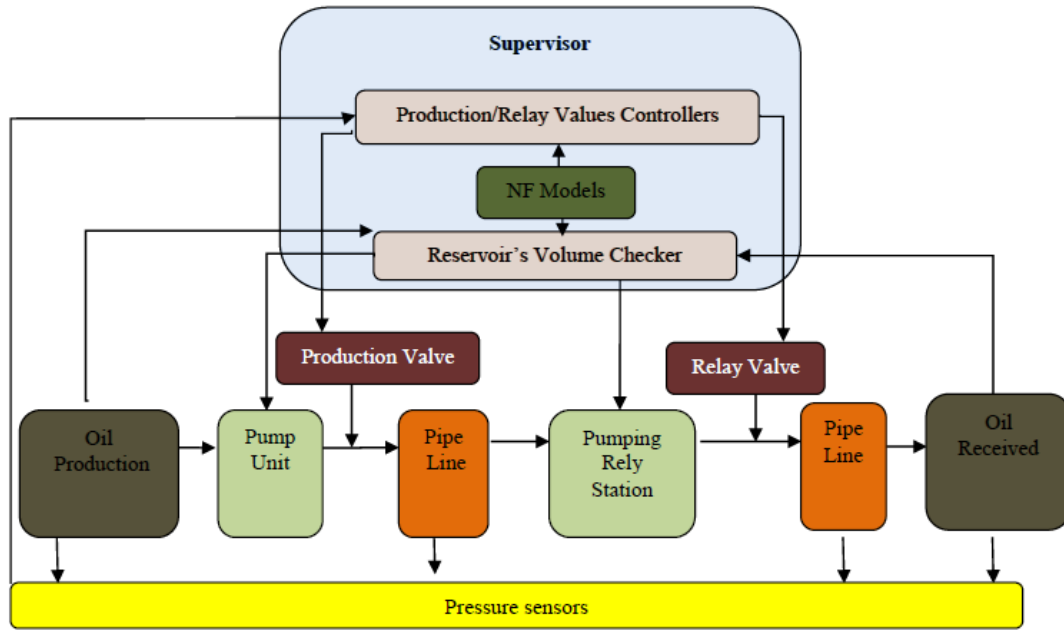 Supervisor
Production/Relay Values Controllers
NF Models
Reservoir’s Volume Checker
Production Valve
Relay Valve
Oil
Production
Pump
Unit
Pipe
Line
Pumping
Rely
Station
Pipe
Line
Oil
Received
Pressure sensors